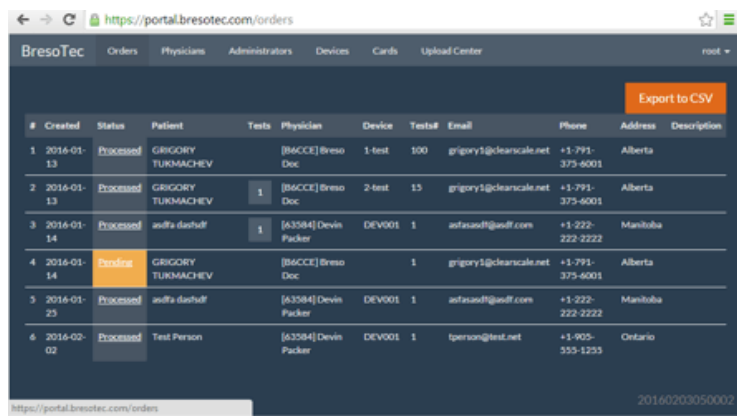 https://portal.bresotec.com/orders
BresoTec Orders Physicians Administrators Devices Cards Upload Center root
Export to CSV
# Created Status Patient Tests Physician Device Tests# Email Phone Address Description
1 2016-01- Processed GRIGORY [B6CCE] Breso 1-test 100 grigory1@clearscale.net +1-791- Alberta
13 TUKMACHEV Doc 375-6001
2 2016-01- Processed GRIGORY 1 [B6CCE] Breso 2-test 15 grigory1@clearscale.net +1-791- Alberta
13 TUKMACHEV Doc 375-6001
3 2016-01- Processed asdfa dasfsdf 1 [63584] Devin DEV001 1 asfasasdf@asdf.com +1-222- Manitoba
14 Packer 222-2222
4 2016-01- Pending GRIGORY [B6CCE] Breso 1 grigory1@clearscale.net +1-791- Alberta
14 TUKMACHEV Doc 375-6001
5 2016-01- Processed asdfa dasfsdf [63584] Devin DEV001 1 asfasasdf@asdf.com +1-222- Manitoba
25 Packer 222-2222
6 2016-02- Processed Test Person [63584] Devin DEV001 1 tperson@test.net +1-905- Ontario
02 Packer 555-1255
20160203050002
https://portal.bresotec.com/orders